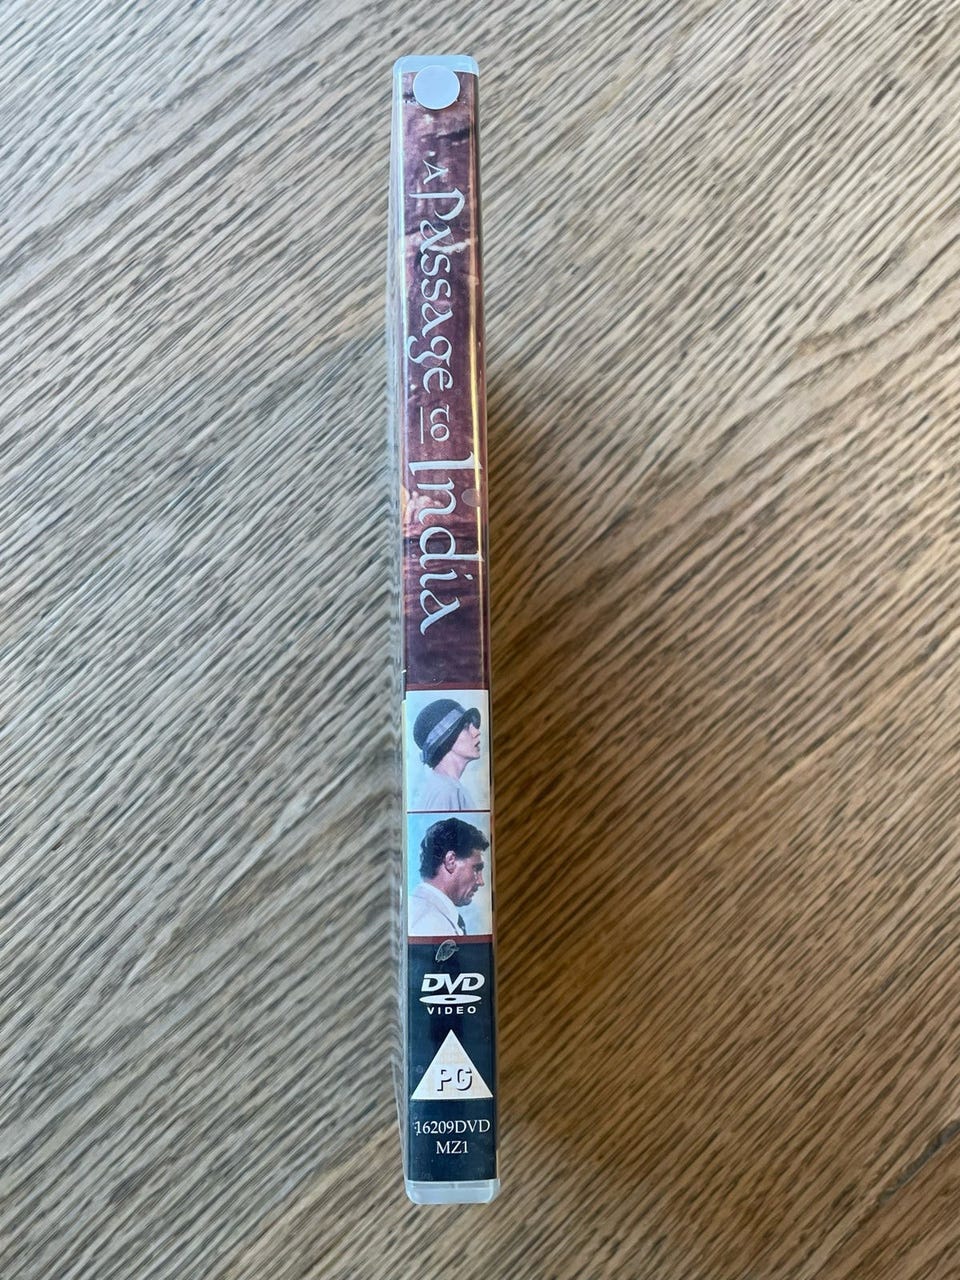 A Passage to India
DVD
VIDEO
PG
16209DVD
MZ1